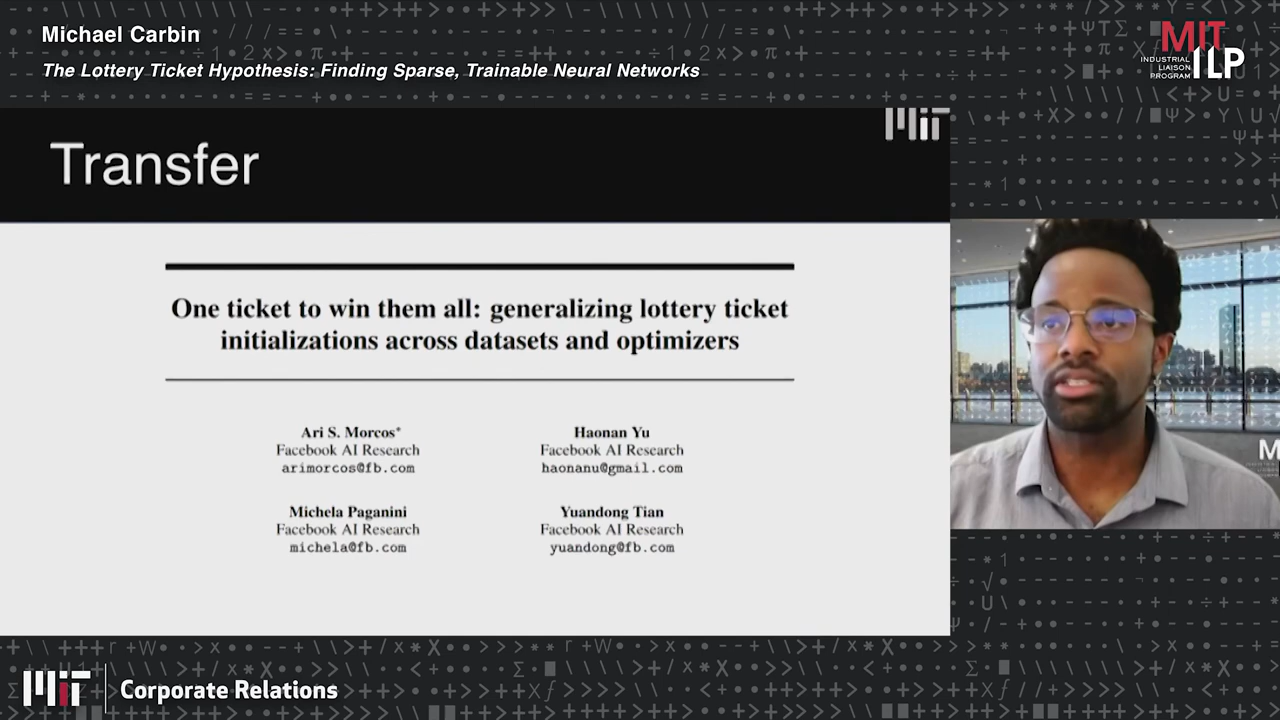 Michael Carbin
The Lottery Ticket Hypothesis: Finding Sparse, Trainable Neural Networks
MIT
INDUSTRIAL
LIAISON
PROGRAM
ILP
MIT
Transfer
One ticket to win them all: generalizing lottery ticket
initializations across datasets and optimizers
Ari S. Morcos*
Facebook AI Research
arimorcos@fb.com
Haonan Yu
Facebook AI Research
haonanu@gmail.com
Michela Paganini
Facebook AI Research
michela@fb.com
Yuandong Tian
Facebook AI Research
yuandong@fb.com
M
MIT
Corporate Relations